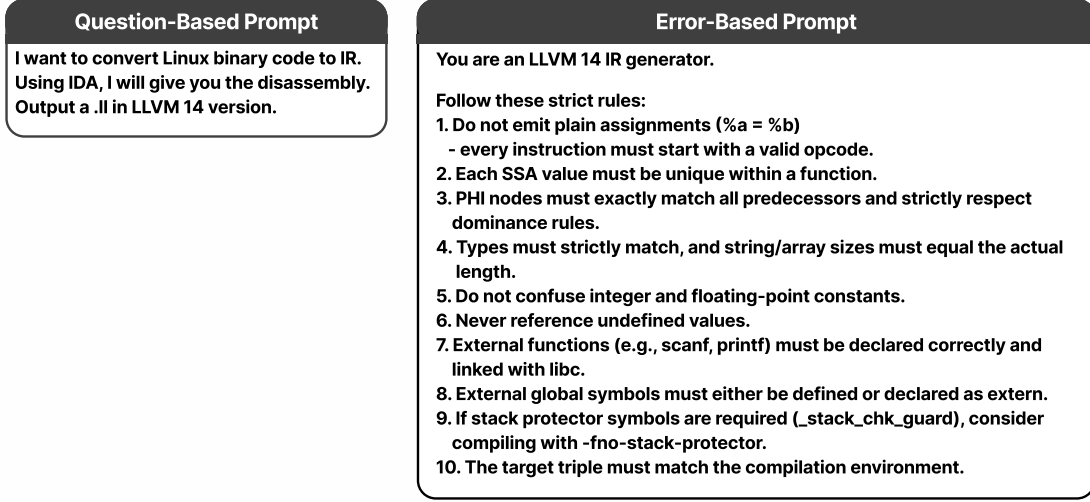 Question-Based Prompt
I want to convert Linux binary code to IR.
Using IDA, I will give you the disassembly.
Output a .ll in LLVM 14 version.
Error-Based Prompt
You are an LLVM 14 IR generator.
Follow these strict rules:
1. Do not emit plain assignments (%a = %b)
- every instruction must start with a valid opcode.
2. Each SSA value must be unique within a function.
3. PHI nodes must exactly match all predecessors and strictly respect
dominance rules.
4. Types must strictly match, and string/array sizes must equal the actual
length.
5. Do not confuse integer and floating-point constants.
6. Never reference undefined values.
7. External functions (e.g., scanf, printf) must be declared correctly and
linked with libc.
8. External global symbols must either be defined or declared as extern.
9. If stack protector symbols are required (_stack_chk_guard), consider
compiling with -fno-stack-protector.
10. The target triple must match the compilation environment.